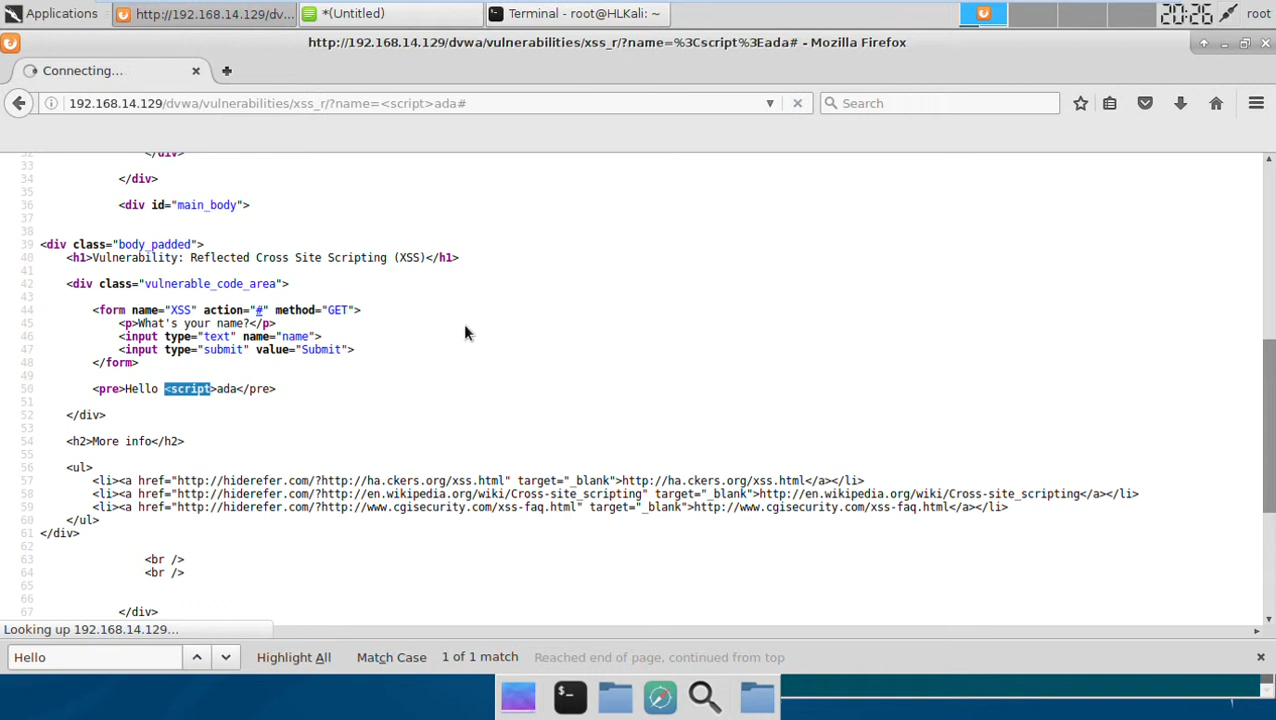 Applications
http://192.168.14.129/dv...
*(Untitled)
Terminal - root@HLKali: ~
20:26
root
http://192.168.14.129/dvwa/vulnerabilities/xss_r/?name=%3Cscript%3Eada# - Mozilla Firefox
Connecting...
192.168.14.129/dvwa/vulnerabilities/xss_r/?name=<script>ada#
Search
32 </div>
33
34 </div>
35
36 <div id="main_body">
37
38
39 <div class="body_padded">
40 <h1>Vulnerability: Reflected Cross Site Scripting (XSS)</h1>
41
42 <div class="vulnerable_code_area">
43
44 <form name="XSS" action="#" method="GET">
45 <p>What's your name?</p>
46 <input type="text" name="name">
47 <input type="submit" value="Submit">
48 </form>
49
50 <pre>Hello <script>ada</pre>
51
52 </div>
53
54 <h2>More info</h2>
55
56 <ul>
57 <li><a href="http://hiderefer.com/?http://ha.ckers.org/xss.html" target="_blank">http://ha.ckers.org/xss.html</a></li>
58 <li><a href="http://hiderefer.com/?http://en.wikipedia.org/wiki/Cross-site_scripting" target="_blank">http://en.wikipedia.org/wiki/Cross-site_scripting</a></li>
59 <li><a href="http://hiderefer.com/?http://www.cgisecurity.com/xss-faq.html" target="_blank">http://www.cgisecurity.com/xss-faq.html</a></li>
60 </ul>
61 </div>
62
63 <br />
64 <br />
65
66
67 </div>
Looking up 192.168.14.129...
Hello
Highlight All
Match Case
1 of 1 match
Reached end of page, continued from top